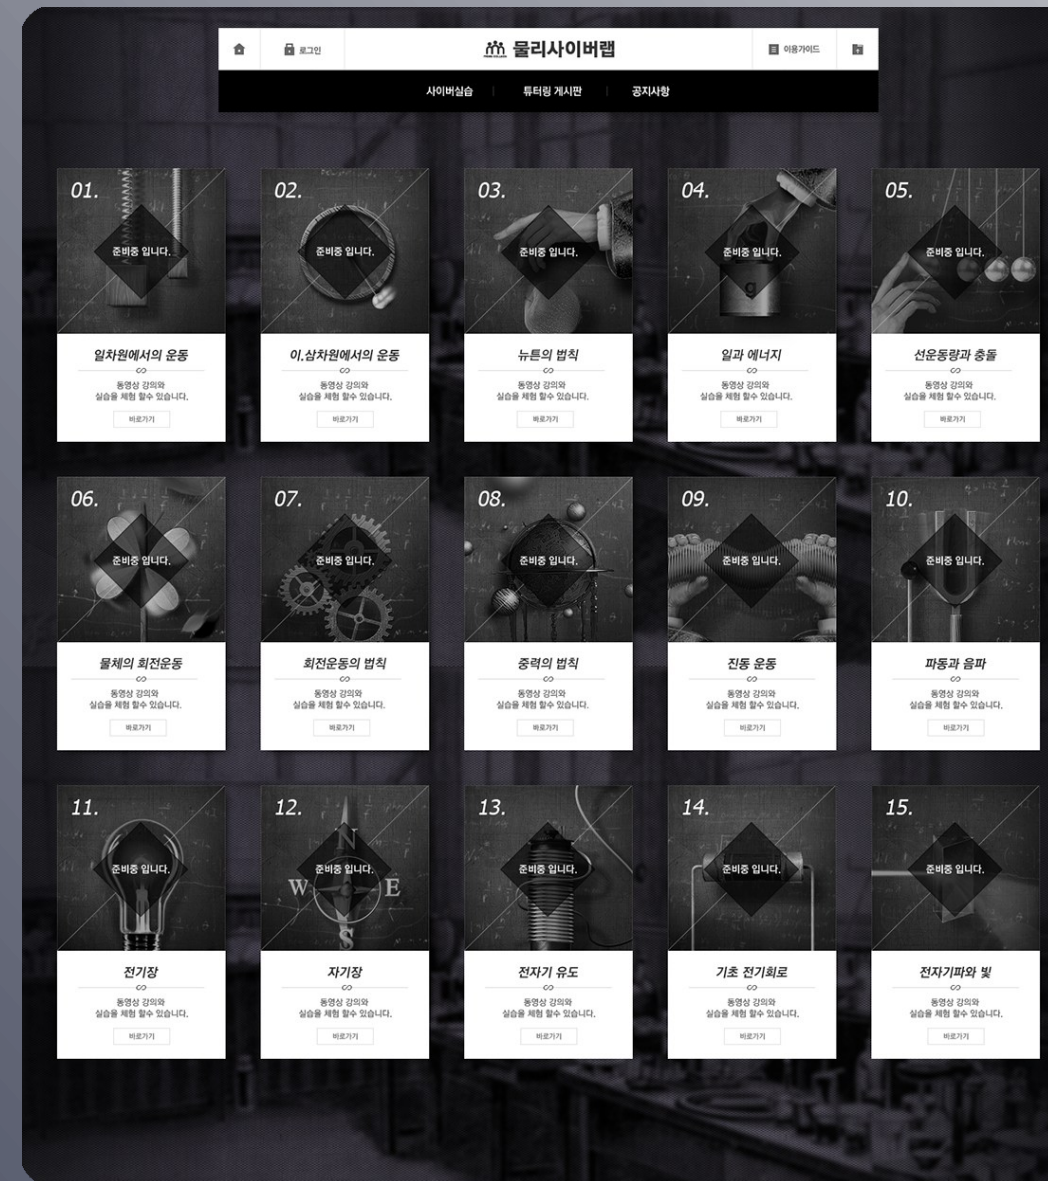 로그인
물리사이버랩
이용가이드
사이버실습
튜터링 게시판
공지사항
01.
준비중 입니다.
일차원에서의 운동
동영상 강의와
실습을 체험 할수 있습니다.
바로가기
02.
준비중 입니다.
이.삼차원에서의 운동
동영상 강의와
실습을 체험 할수 있습니다.
바로가기
03.
준비중 입니다.
뉴튼의 법칙
동영상 강의와
실습을 체험 할수 있습니다.
바로가기
04.
준비중 입니다.
g
일과 에너지
동영상 강의와
실습을 체험 할수 있습니다.
바로가기
05.
준비중 입니다.
선운동량과 충돌
동영상 강의와
실습을 체험 할수 있습니다.
바로가기
06.
준비중 입니다.
물체의 회전운동
동영상 강의와
실습을 체험 할수 있습니다.
바로가기
07.
준비중 입니다.
회전운동의 법칙
동영상 강의와
실습을 체험 할수 있습니다.
바로가기
08.
준비중 입니다.
중력의 법칙
동영상 강의와
실습을 체험 할수 있습니다.
바로가기
09.
준비중 입니다.
진동 운동
동영상 강의와
실습을 체험 할수 있습니다.
바로가기
10.
준비중 입니다.
파동과 음파
동영상 강의와
실습을 체험 할수 있습니다.
바로가기
11.
준비중 입니다.
전기장
동영상 강의와
실습을 체험 할수 있습니다.
바로가기
12.
N
준비중 입니다.
W
E
S
자기장
동영상 강의와
실습을 체험 할수 있습니다.
바로가기
13.
준비중 입니다.
전자기 유도
동영상 강의와
실습을 체험 할수 있습니다.
바로가기
14.
준비중 입니다.
기초 전기회로
동영상 강의와
실습을 체험 할수 있습니다.
바로가기
15.
준비중 입니다.
전자기파와 빛
동영상 강의와
실습을 체험 할수 있습니다.
바로가기